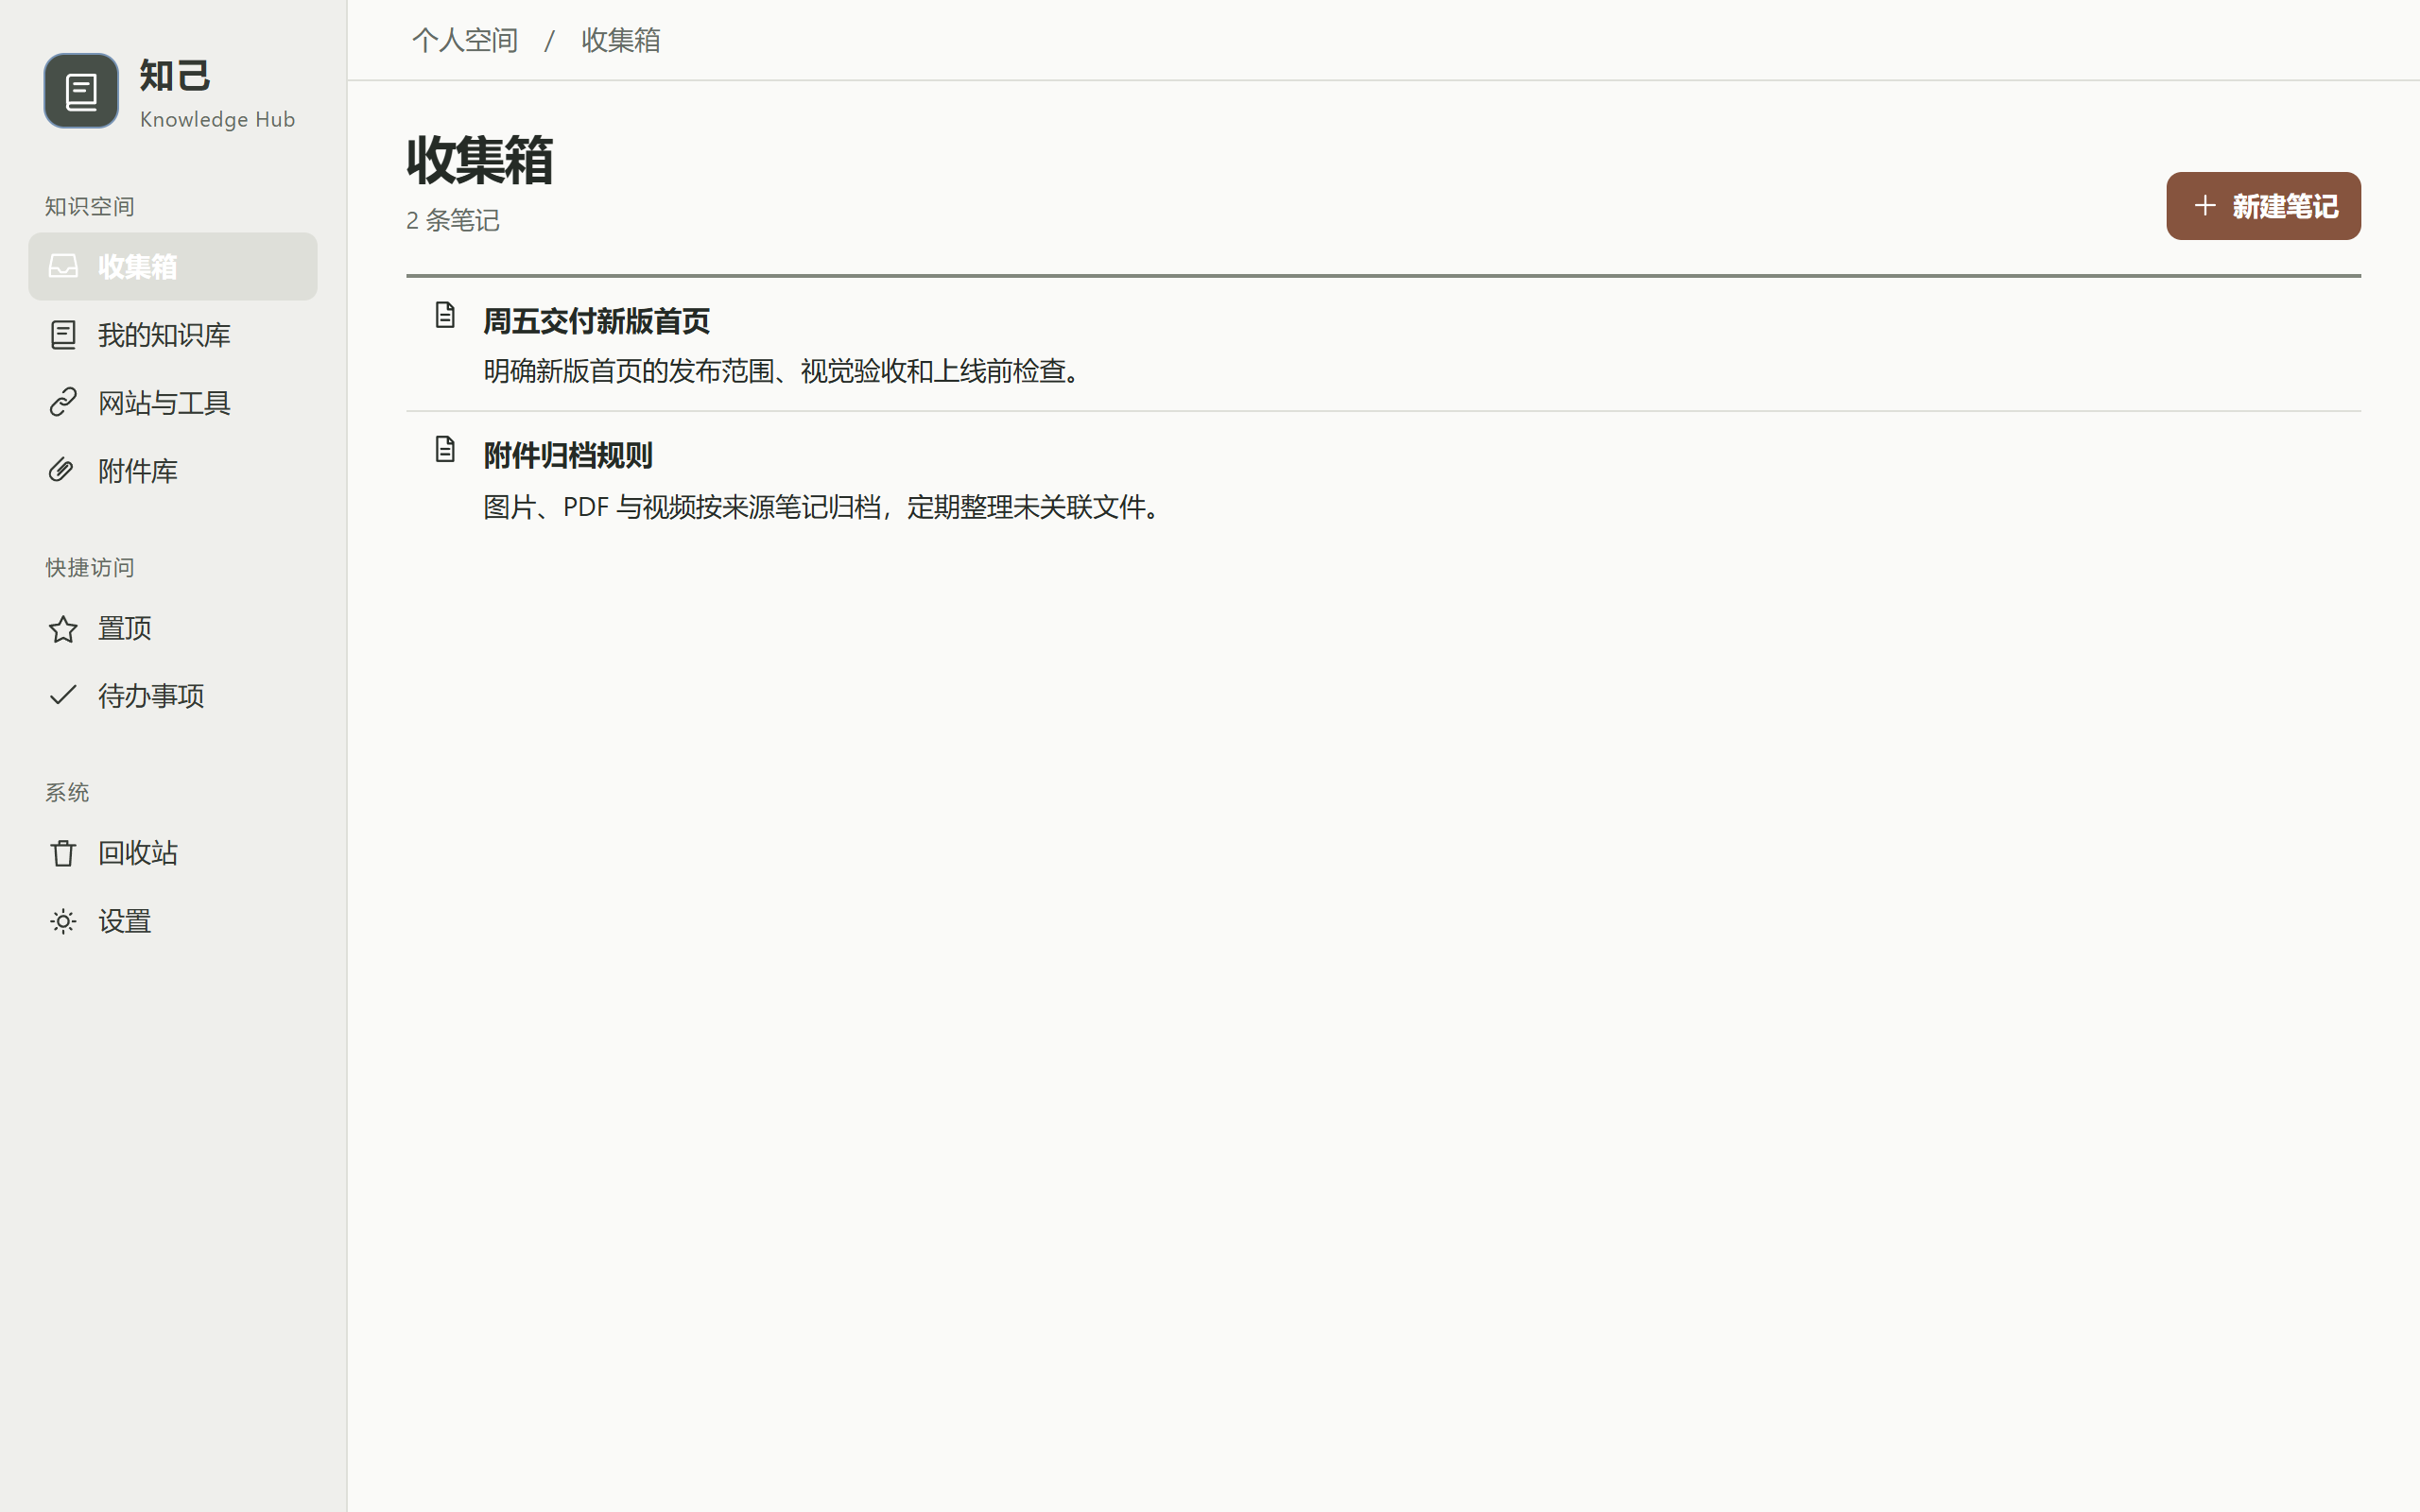 知己
Knowledge Hub
知识空间
收集箱
我的知识库
网站与工具
附件库
快捷访问
置顶
待办事项
系统
回收站
设置
个人空间 / 收集箱
收集箱
2 条笔记
新建笔记
周五交付新版首页
明确新版首页的发布范围、视觉验收和上线前检查。
附件归档规则
图片、PDF 与视频按来源笔记归档，定期整理未关联文件。